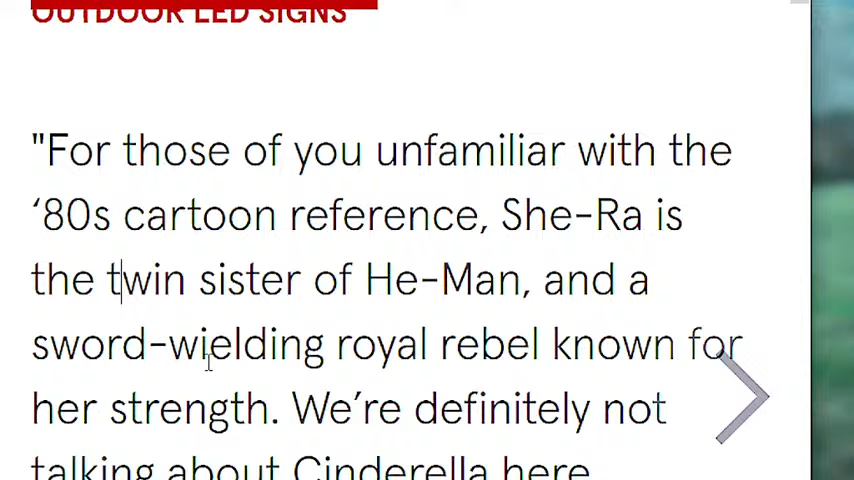 OUTDOOR LED SIGNS
"For those of you unfamiliar with the
‘80s cartoon reference, She-Ra is
the twin sister of He-Man, and a
sword-wielding royal rebel known for
her strength. We’re definitely not
talking about Cinderella here